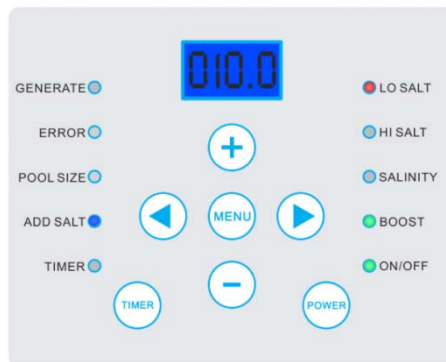 010.0
GENERATE
ERROR
POOL SIZE
ADD SALT
TIMER
LO SALT
HI SALT
SALINITY
BOOST
ON/OFF
+
MENU
−
TIMER
POWER